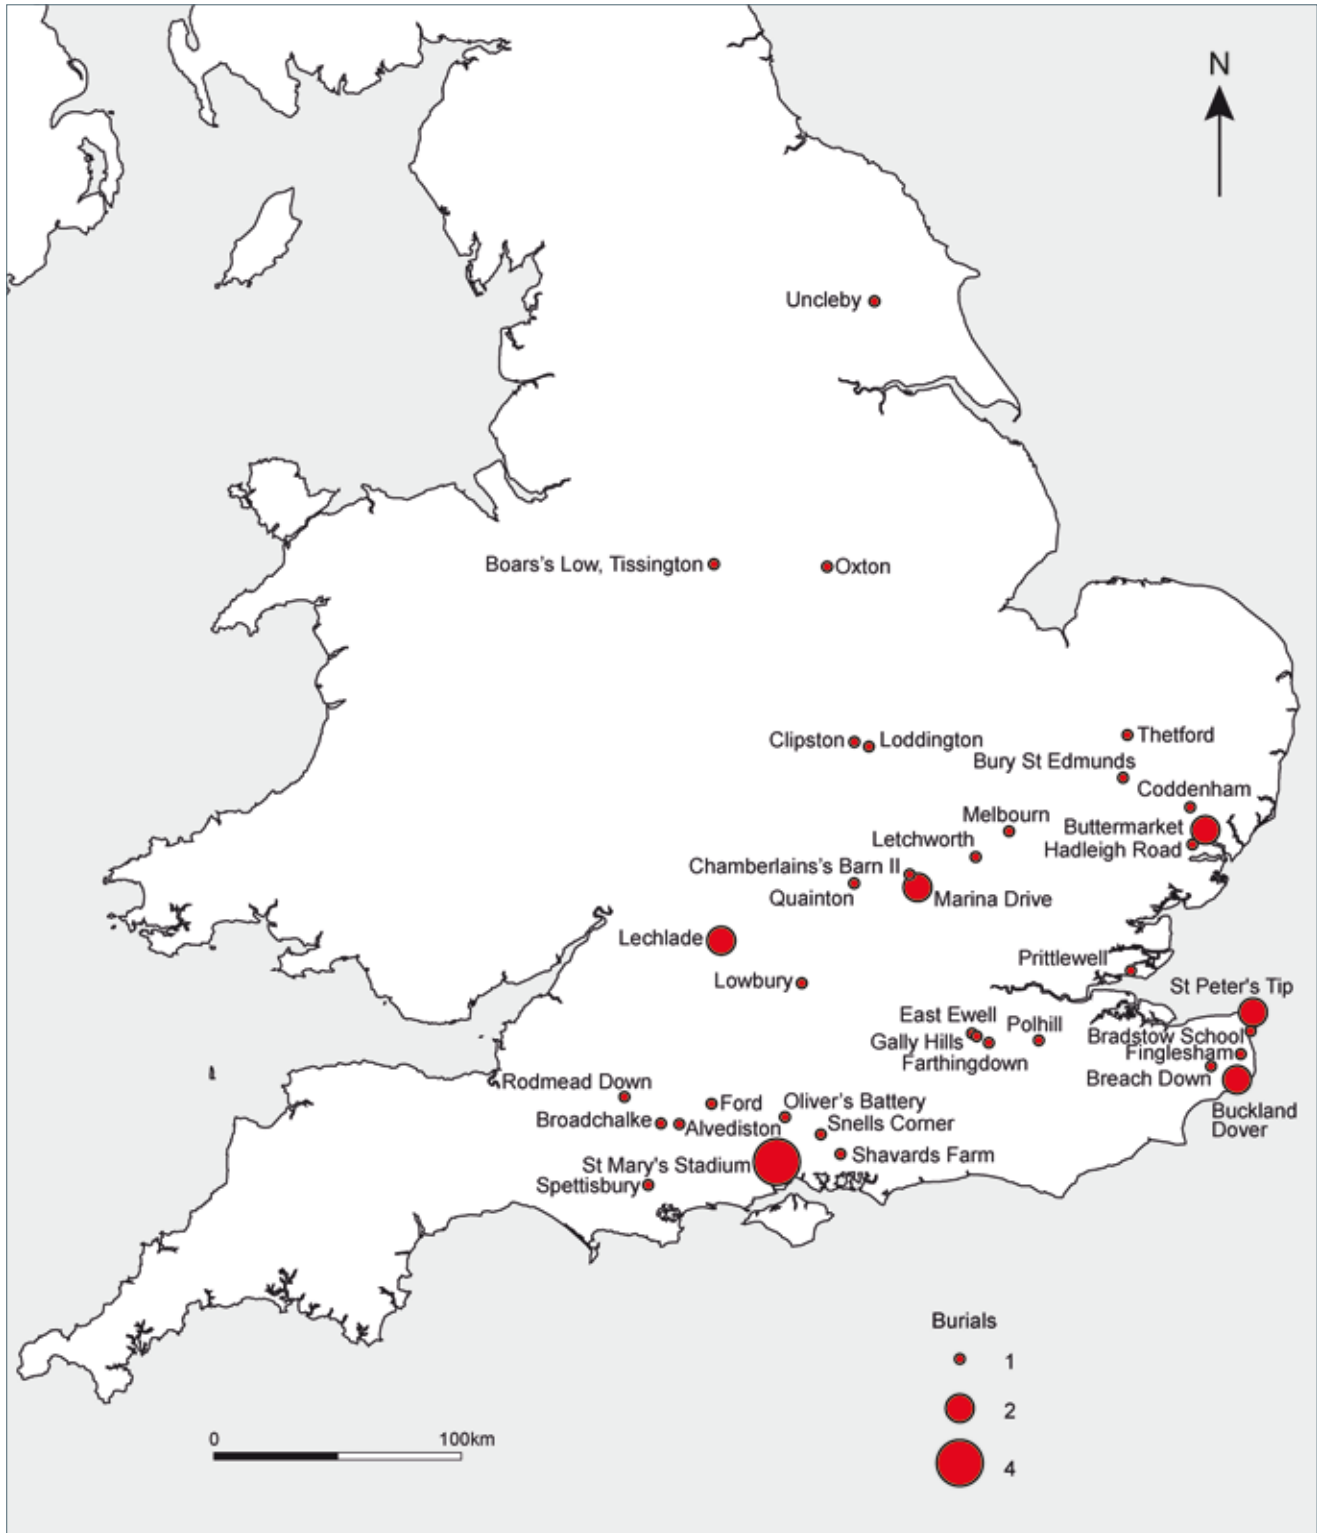 N
Uncleby
Boars's Low, Tissington
Oxton
Clipston
Loddington
Thetford
Bury St Edmunds
Coddenham
Melbourn
Buttermarket
Letchworth
Hadleigh Road
Chamberlains's Barn II
Quainton
Marina Drive
Lechlade
Prittlewell
Lowbury
St Peter's Tip
East Ewell
Polhill
Bradstow School
Gally Hills
Finglesham
Farthingdown
Breach Down
Rodmead Down
Ford
Oliver's Battery
Buckland
Dover
Broadchalke
Alvediston
Snells Corner
Shavards Farm
St Mary's Stadium
Spettisbury
Burials
1
2
4
0
100km